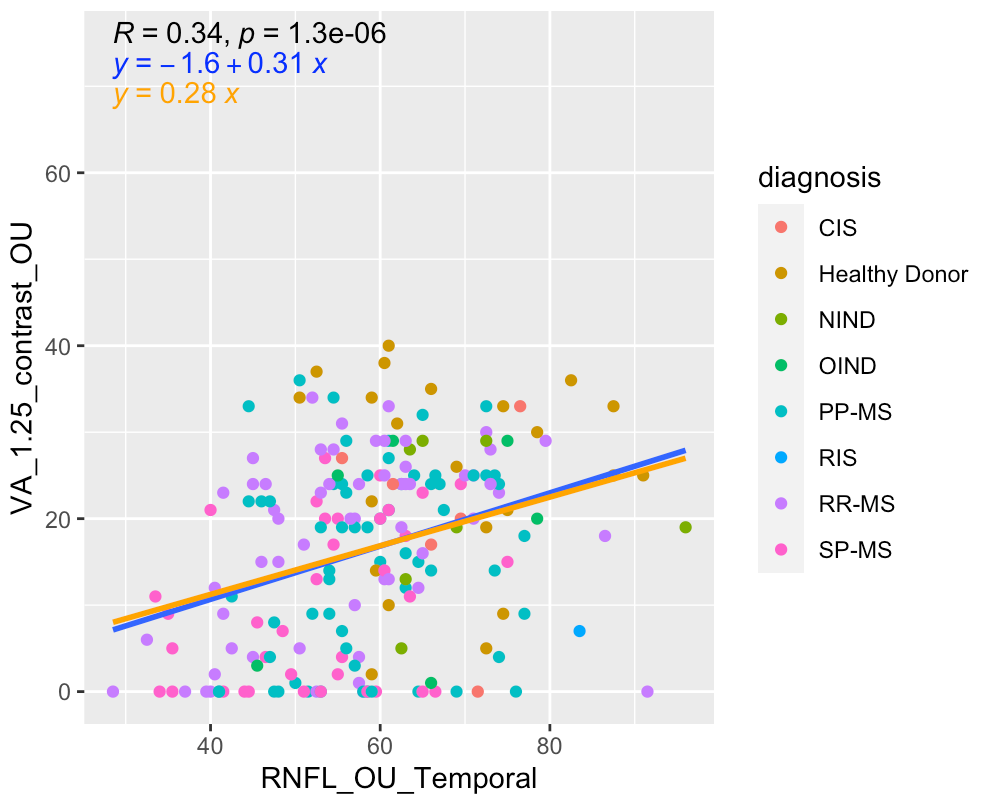 R = 0.34, p = 1.3e-06
y = − 1.6 + 0.31 x
y = 0.28 x
60
40
20
0
40
60
80
RNFL_OU_Temporal
VA_1.25_contrast_OU
diagnosis
CIS
Healthy Donor
NIND
OIND
PP-MS
RIS
RR-MS
SP-MS